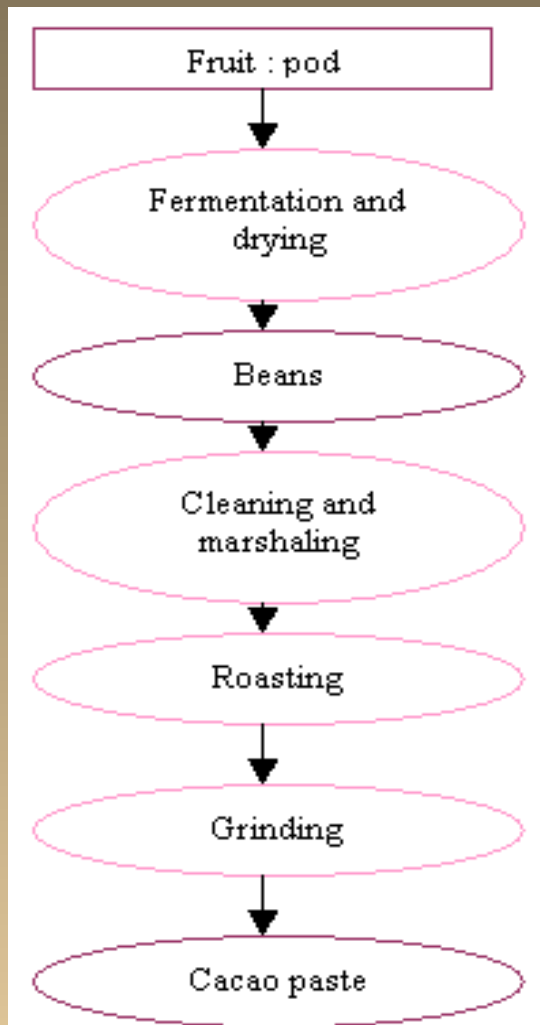 Fruit : pod
Fermentation and
drying
Beans
Cleaning and
marshaling
Roasting
Grinding
Cacao paste